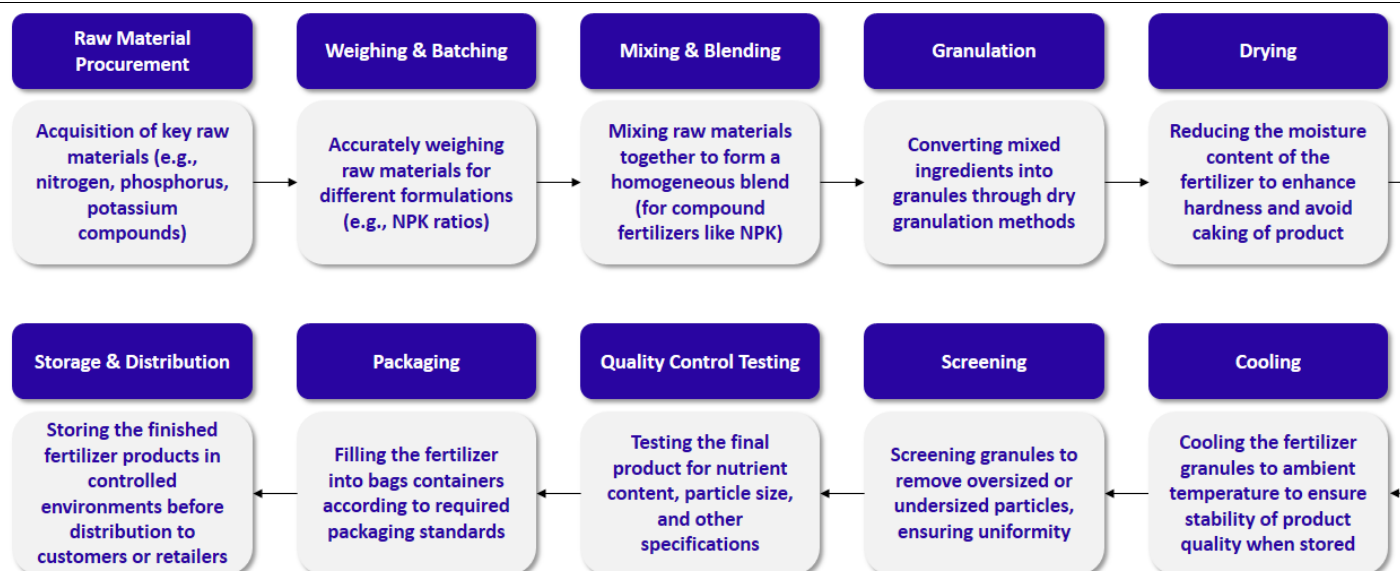 Raw Material
Procurement
Acquisition of key raw
materials (e.g.,
nitrogen, phosphorus,
potassium
compounds)
Weighing & Batching
Accurately weighing
raw materials for
different formulations
(e.g., NPK ratios)
Mixing & Blending
Mixing raw materials
together to form a
homogeneous blend
(for compound
fertilizers like NPK)
Granulation
Converting mixed
ingredients into
granules through dry
granulation methods
Drying
Reducing the moisture
content of the
fertilizer to enhance
hardness and avoid
caking of product
Cooling
Cooling the fertilizer
granules to ambient
temperature to ensure
stability of product
quality when stored
Screening
Screening granules to
remove oversized or
undersized particles,
ensuring uniformity
Quality Control Testing
Testing the final
product for nutrient
content, particle size,
and other
specifications
Packaging
Filling the fertilizer
into bags containers
according to required
packaging standards
Storage & Distribution
Storing the finished
fertilizer products in
controlled
environments before
distribution to
customers or retailers